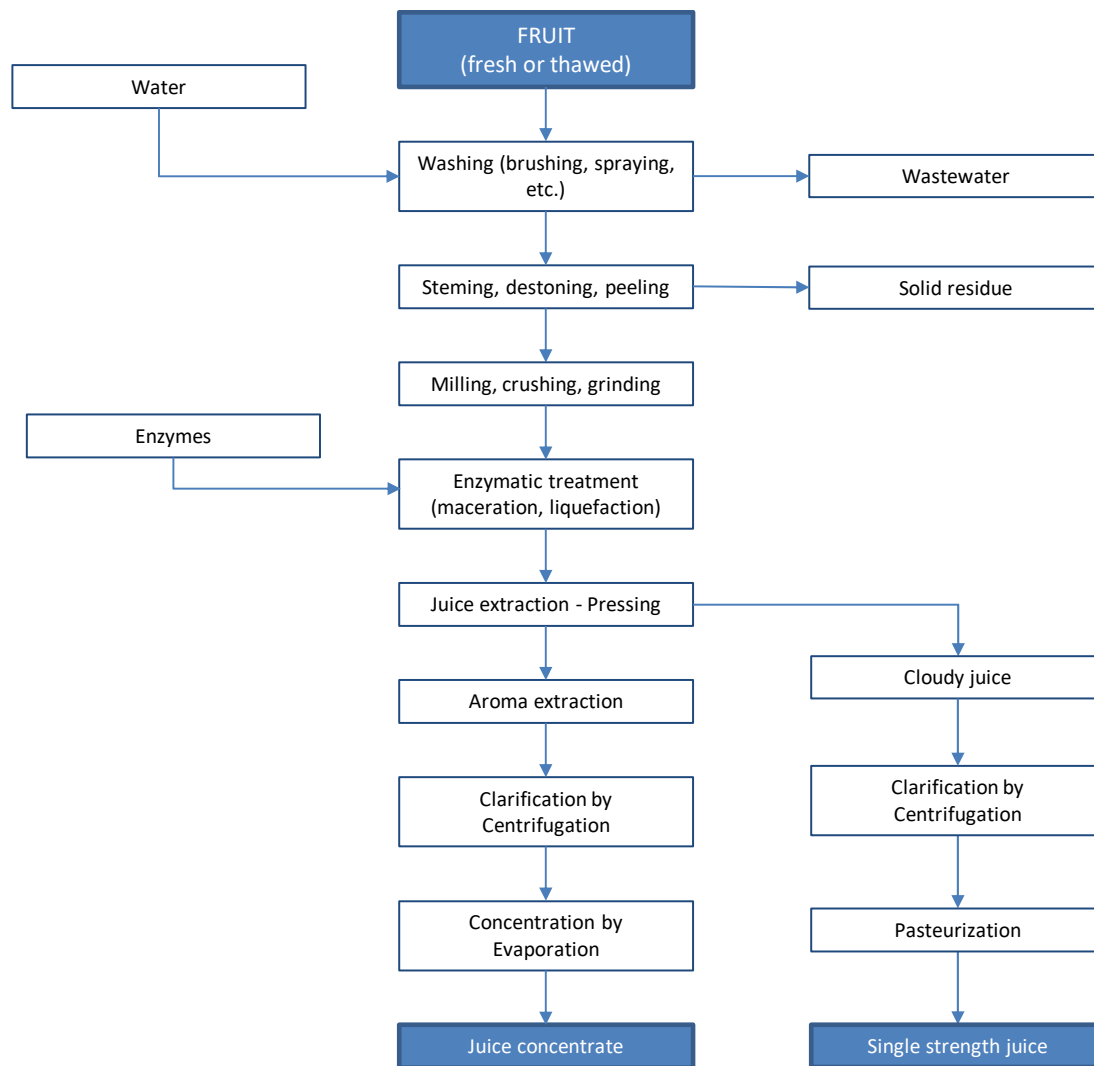 FRUIT
(fresh or thawed)
Water
Washing (brushing, spraying,
etc.)
Wastewater
Steming, destoning, peeling
Solid residue
Milling, crushing, grinding
Enzymes
Enzymatic treatment
(maceration, liquefaction)
Juice extraction - Pressing
Cloudy juice
Aroma extraction
Clarification by
Centrifugation
Clarification by
Centrifugation
Concentration by
Evaporation
Pasteurization
Juice concentrate
Single strength juice